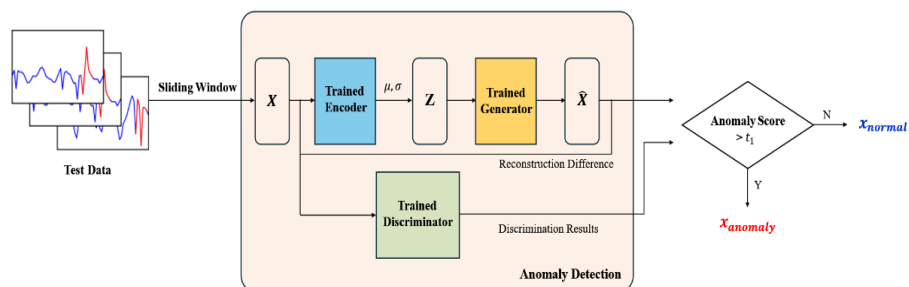 Test Data
Sliding Window
X
Trained
Encoder
μ, σ
Z
Trained
Generator
X̂
Reconstruction Difference
Trained
Discriminator
Discrimination Results
Anomaly Detection
Anomaly Score
> t₁
N
x_normal
Y
x_anomaly